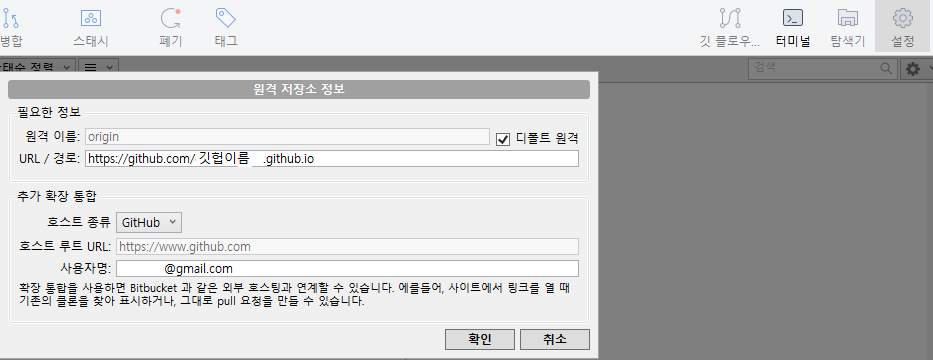 병합 스태시 폐기 태그 깃 플로우... 터미널 탐색기 설정
검색
원격 저장소 정보
필요한 정보
원격 이름: origin 디폴트 원격
URL / 경로: https://github.com/ 깃헙이름 .github.io
추가 확장 통합
호스트 종류 GitHub
호스트 루트 URL: https://www.github.com
사용자명: @gmail.com
확장 통합을 사용하면 Bitbucket 과 같은 외부 호스팅과 연계할 수 있습니다. 예를들어, 사이트에서 링크를 열 때
기존의 클론을 찾아 표시하거나, 그대로 pull 요청을 만들 수 있습니다.
확인 취소